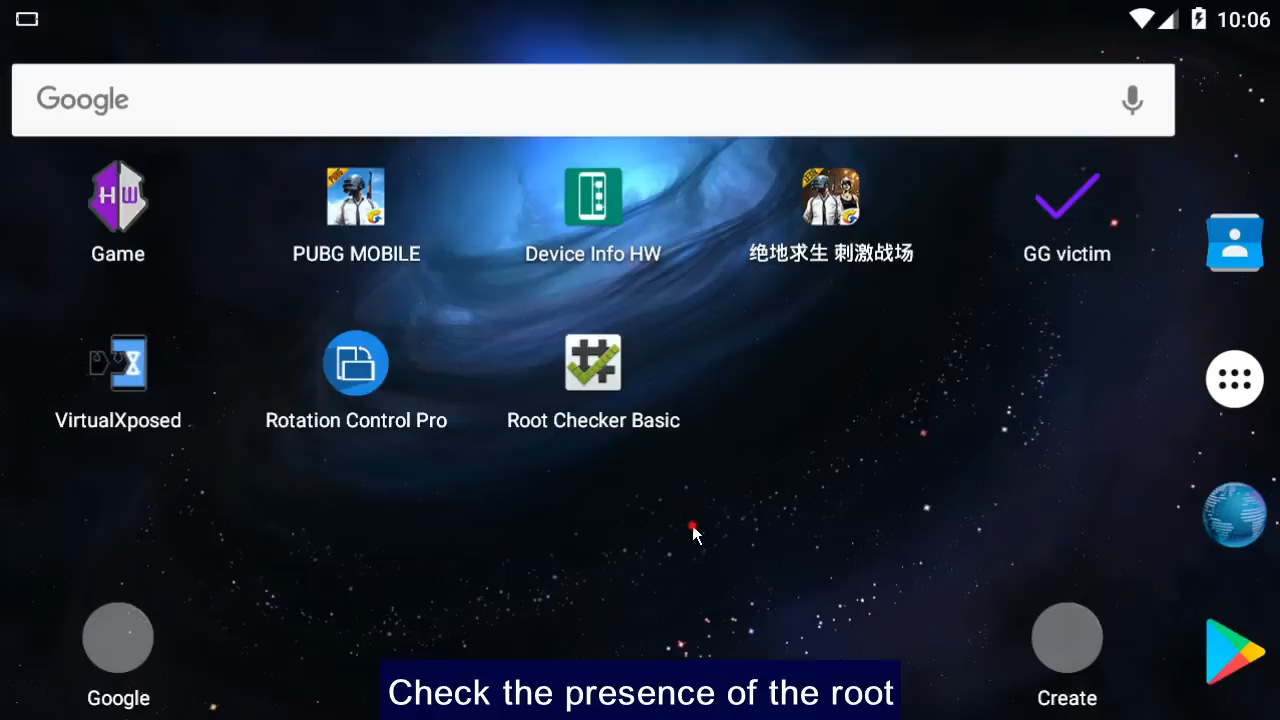 10:06
Google
H W
Game
PUBG MOBILE
Device Info HW
绝地求生 刺激战场
GG victim
VirtualXposed
Rotation Control Pro
Root Checker Basic
Google
Create
Check the presence of the root